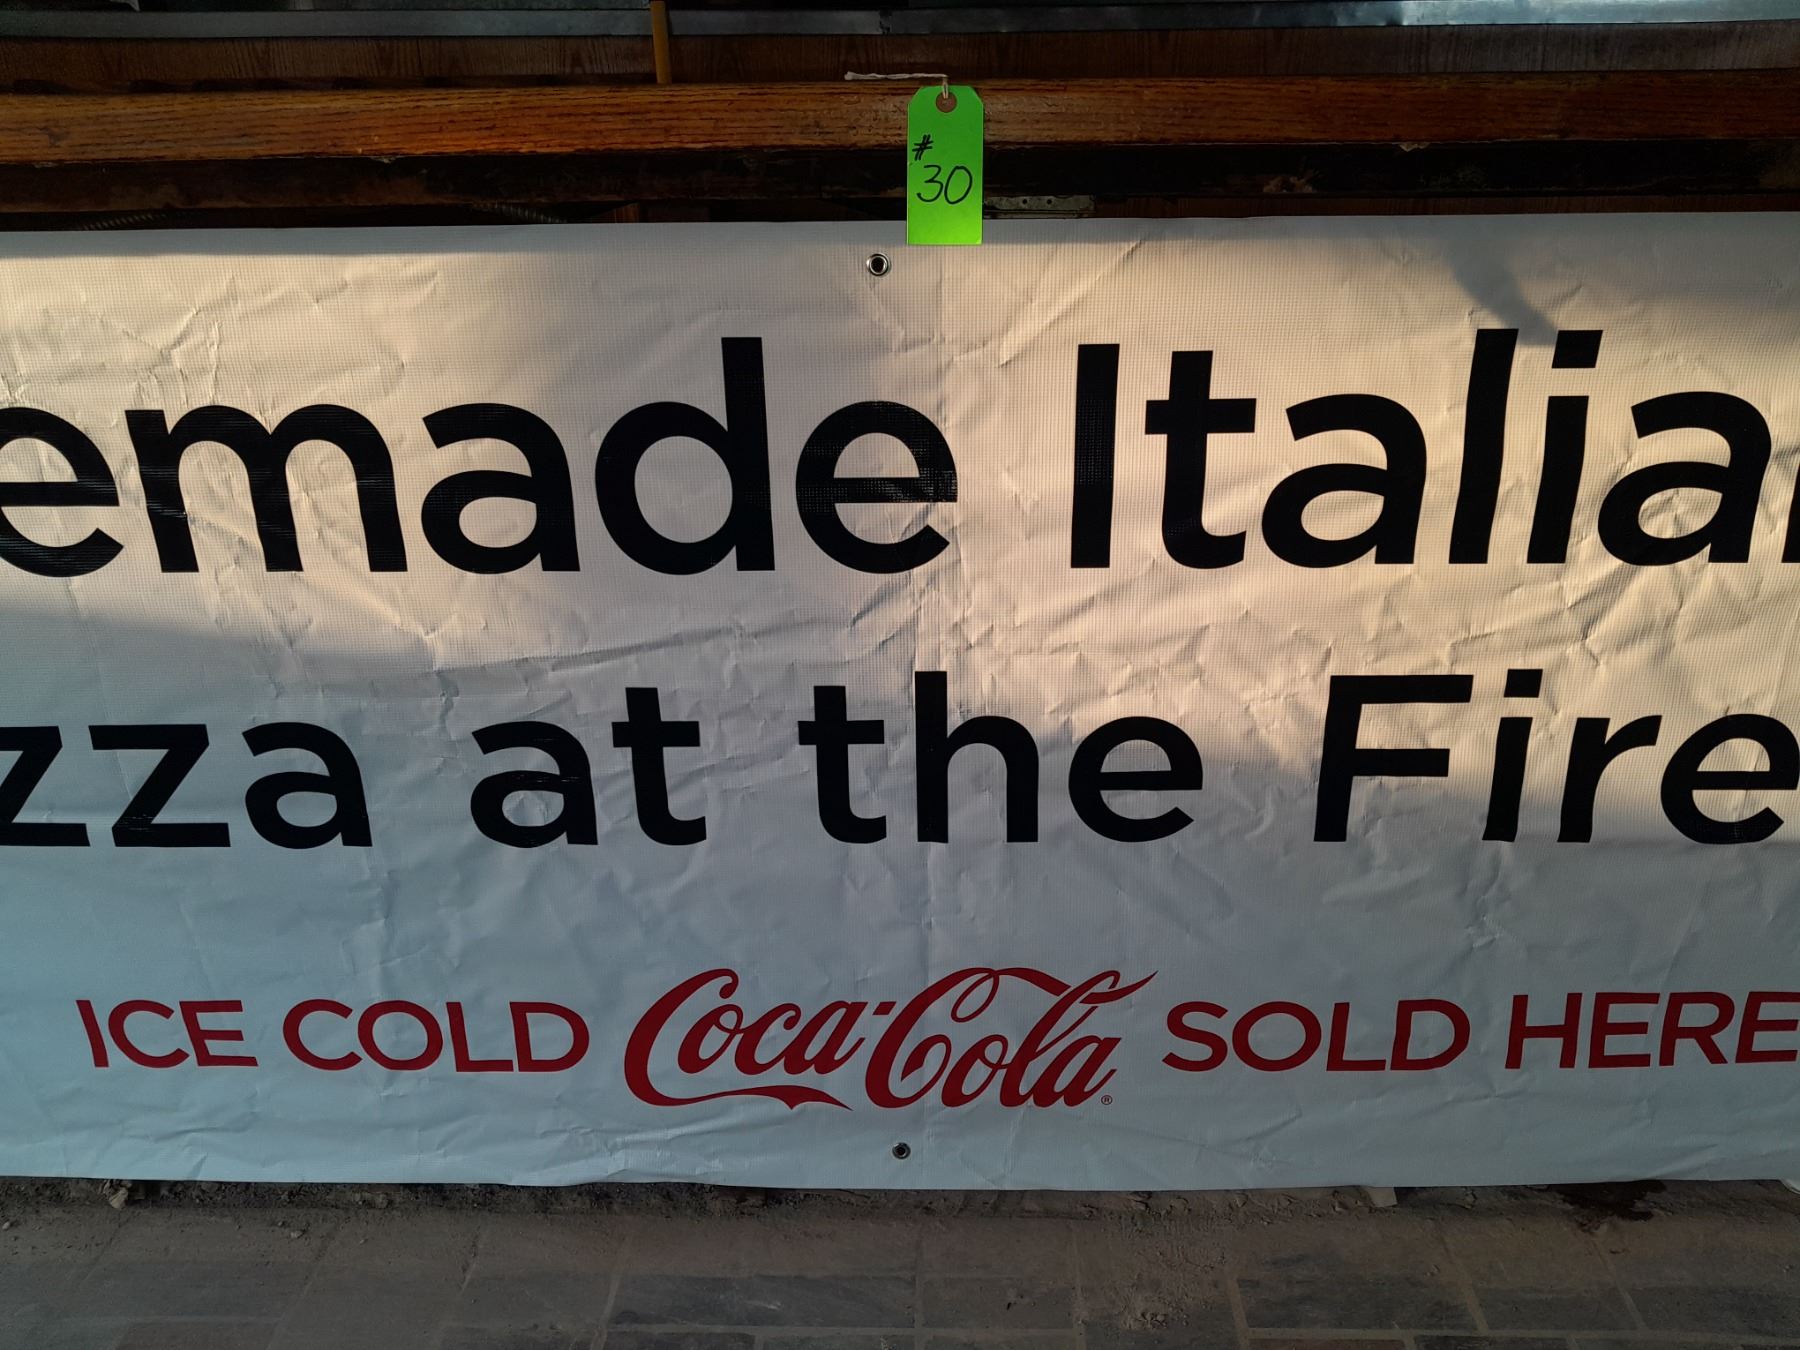 #
30
emade Italia
zza at the Fire
ICE COLD Coca-Cola® SOLD HERE